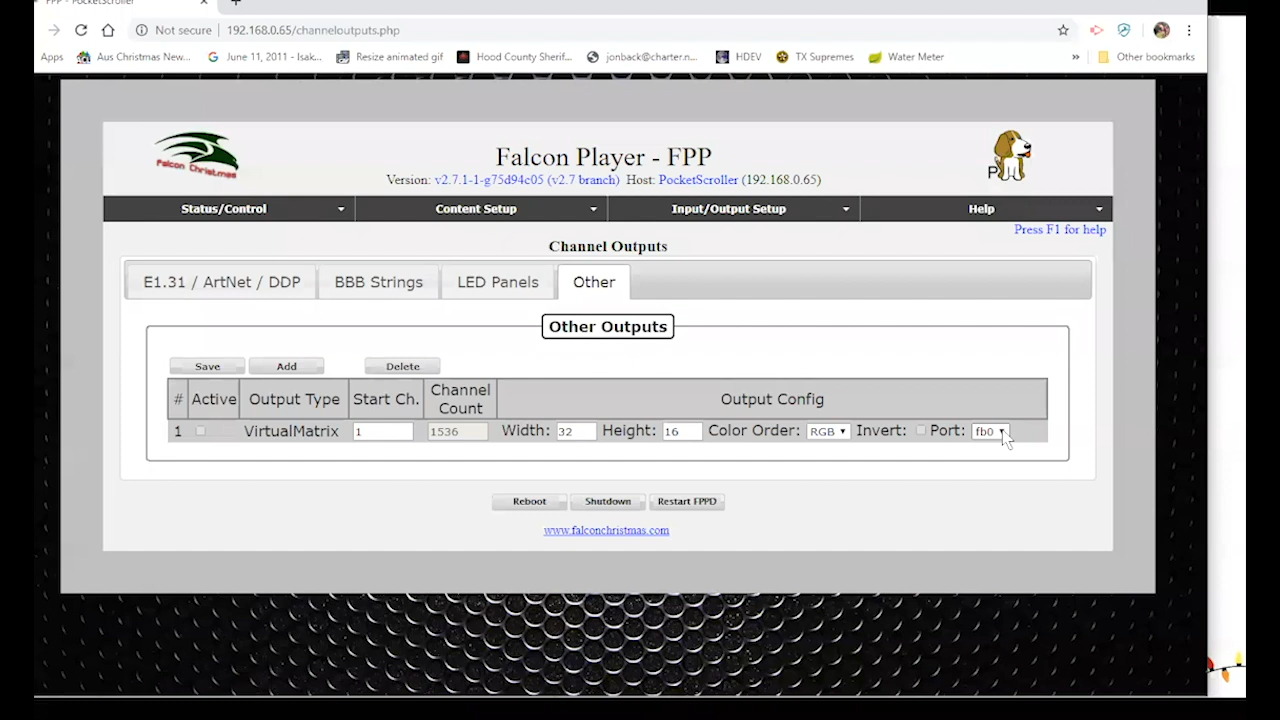 FPP - PocketScroller
Not secure | 192.168.0.65/channeloutputs.php
Apps Aus Christmas New... June 11, 2011 - Isak... Resize animated gif Hood County Sherif... jonback@charter.n... HDEV TX Supremes Water Meter » Other bookmarks
Falcon Christmas
Falcon Player - FPP
Version: v2.7.1-1-g75d94c05 (v2.7 branch) Host: PocketScroller (192.168.0.65)
Status/Control Content Setup Input/Output Setup Help
Press F1 for help
Channel Outputs
E1.31 / ArtNet / DDP BBB Strings LED Panels Other
Other Outputs
Save Add Delete
# Active Output Type Start Ch. Channel Count Output Config
1 VirtualMatrix 1 1536 Width: 32 Height: 16 Color Order: RGB Invert: Port: fb0
Reboot Shutdown Restart FPPD
www.falconchristmas.com